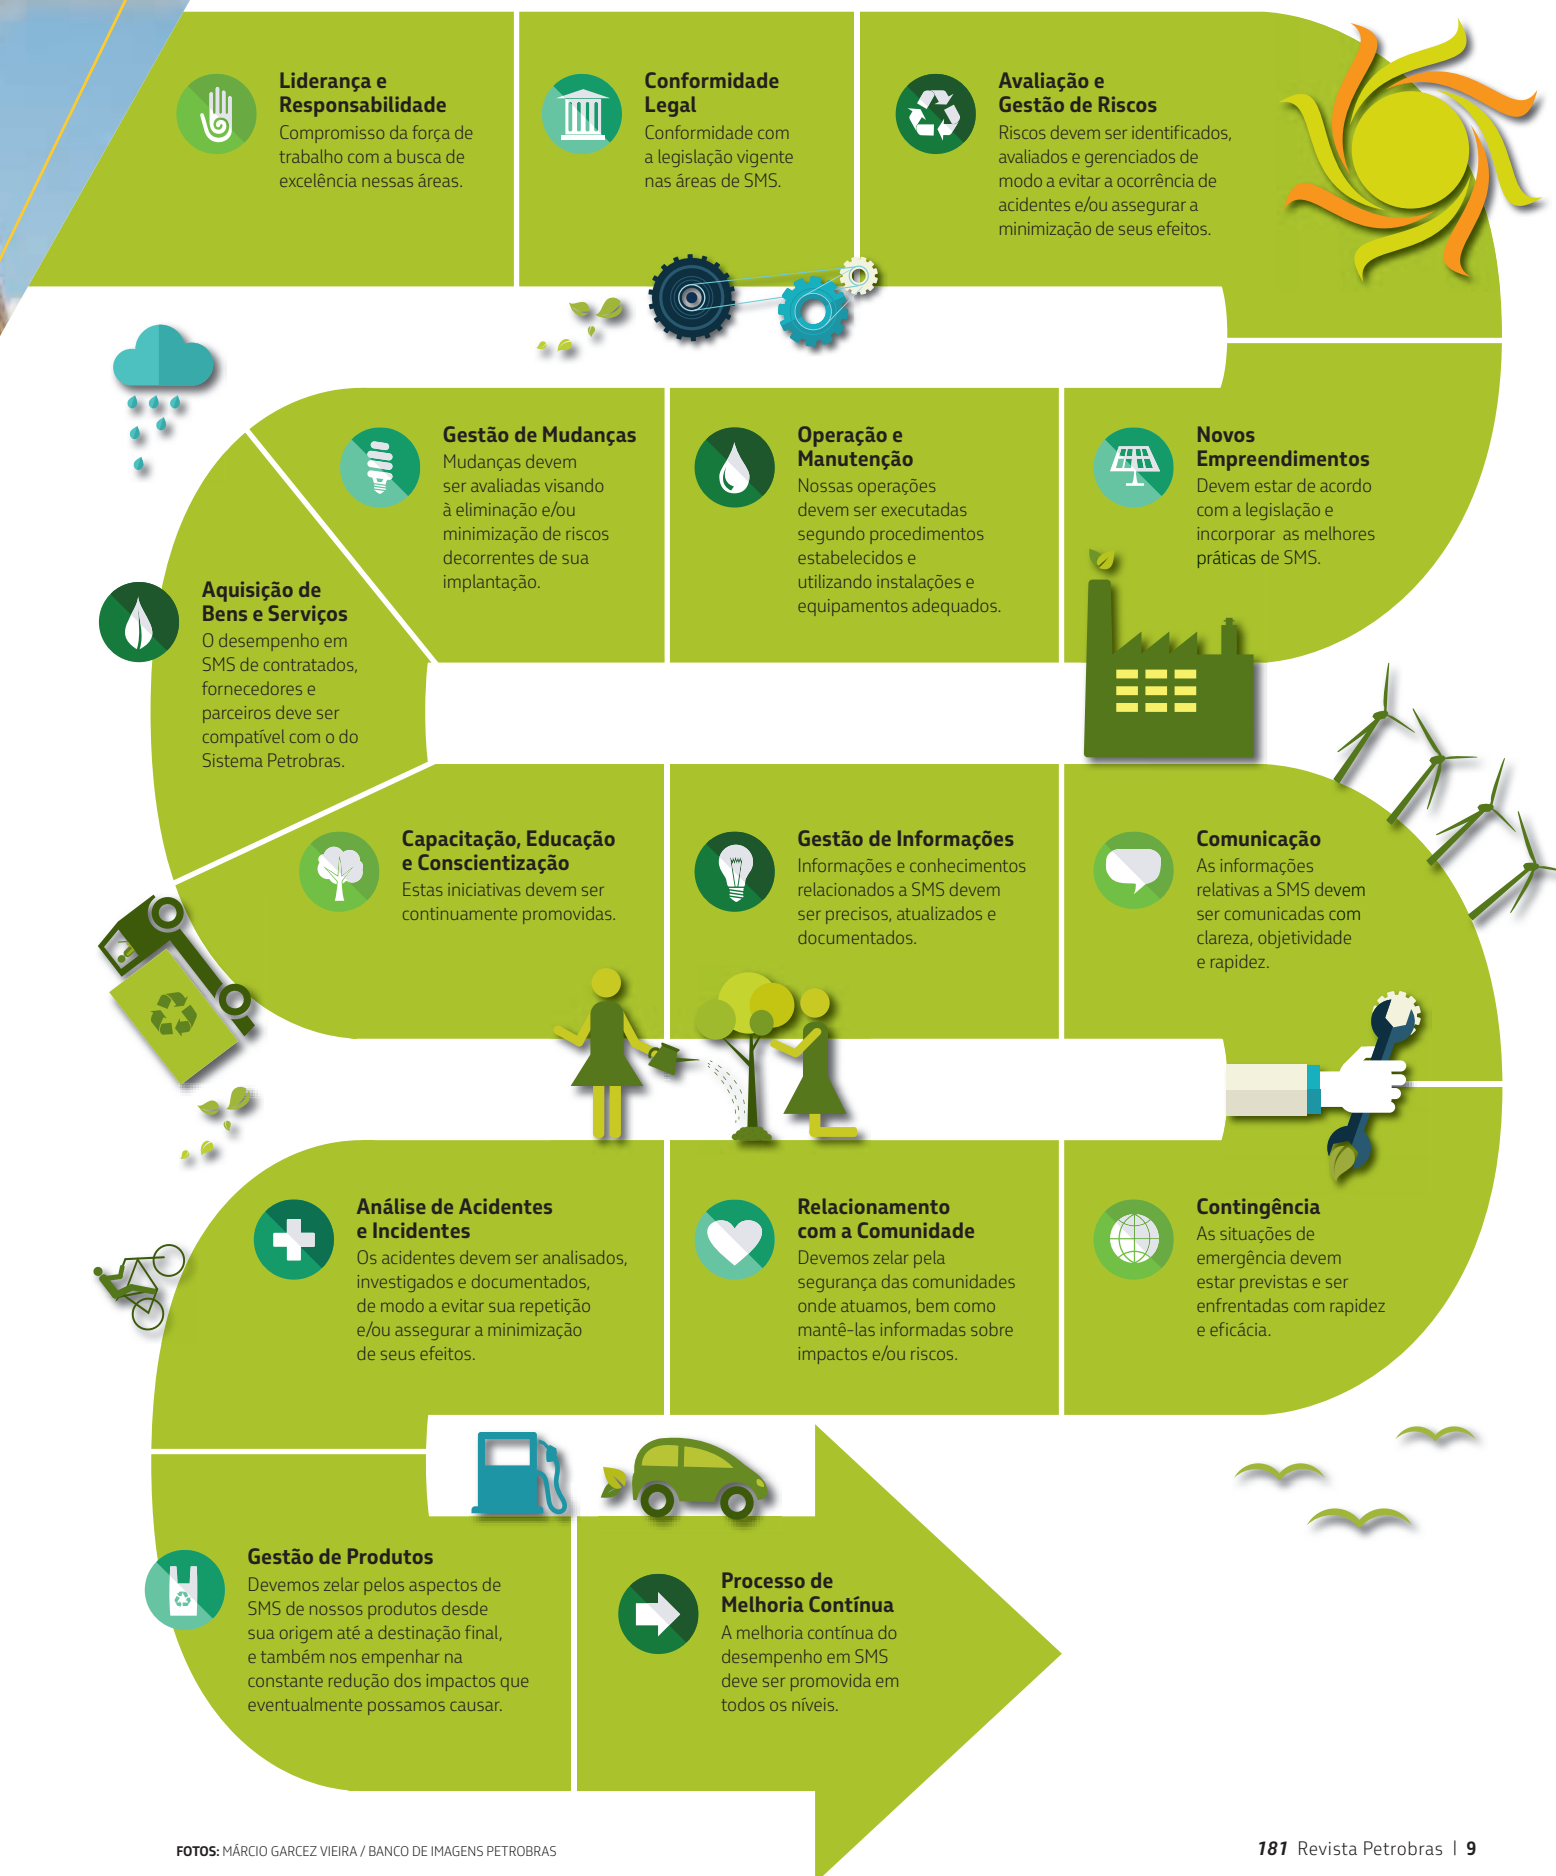 Liderança e
Responsabilidade
Compromisso da força de
trabalho com a busca de
excelência nessas áreas.
Conformidade
Legal
Conformidade com
a legislação vigente
nas áreas de SMS.
Avaliação e
Gestão de Riscos
Riscos devem ser identificados,
avaliados e gerenciados de
modo a evitar a ocorrência de
acidentes e/ou assegurar a
minimização de seus efeitos.
Novos
Empreendimentos
Devem estar de acordo
com a legislação e
incorporar as melhores
práticas de SMS.
Operação e
Manutenção
Nossas operações
devem ser executadas
segundo procedimentos
estabelecidos e
utilizando instalações e
equipamentos adequados.
Gestão de Mudanças
Mudanças devem
ser avaliadas visando
à eliminação e/ou
minimização de riscos
decorrentes de sua
implantação.
Aquisição de
Bens e Serviços
O desempenho em
SMS de contratados,
fornecedores e
parceiros deve ser
compatível com o do
Sistema Petrobras.
Capacitação, Educação
e Conscientização
Estas iniciativas devem ser
continuamente promovidas.
Gestão de Informações
Informações e conhecimentos
relacionados a SMS devem
ser precisos, atualizados e
documentados.
Comunicação
As informações
relativas a SMS devem
ser comunicadas com
clareza, objetividade
e rapidez.
Contingência
As situações de
emergência devem
estar previstas e ser
enfrentadas com rapidez
e eficácia.
Relacionamento
com a Comunidade
Devemos zelar pela
segurança das comunidades
onde atuamos, bem como
mantê-las informadas sobre
impactos e/ou riscos.
Análise de Acidentes
e Incidentes
Os acidentes devem ser analisados,
investigados e documentados,
de modo a evitar sua repetição
e/ou assegurar a minimização
de seus efeitos.
Gestão de Produtos
Devemos zelar pelos aspectos de
SMS de nossos produtos desde
sua origem até a destinação final,
e também nos empenhar na
constante redução dos impactos que
eventualmente possamos causar.
Processo de
Melhoria Contínua
A melhoria contínua do
desempenho em SMS
deve ser promovida em
todos os níveis.
FOTOS: MÁRCIO GARCEZ VIEIRA / BANCO DE IMAGENS PETROBRAS
181 Revista Petrobras | 9